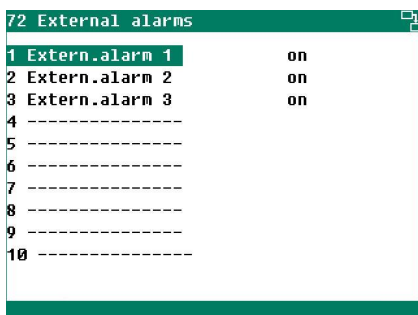 72 External alarms
1 Extern.alarm 1 on
2 Extern.alarm 2 on
3 Extern.alarm 3 on
4 ---------------
5 ---------------
6 ---------------
7 ---------------
8 ---------------
9 ---------------
10 ---------------